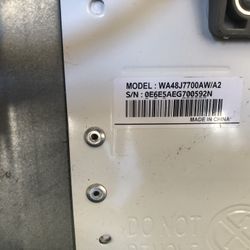 MODEL : WA48J7700AW/A2
S/N : 0E6E5AEG700592N
MADE IN CHINA
DO NOT